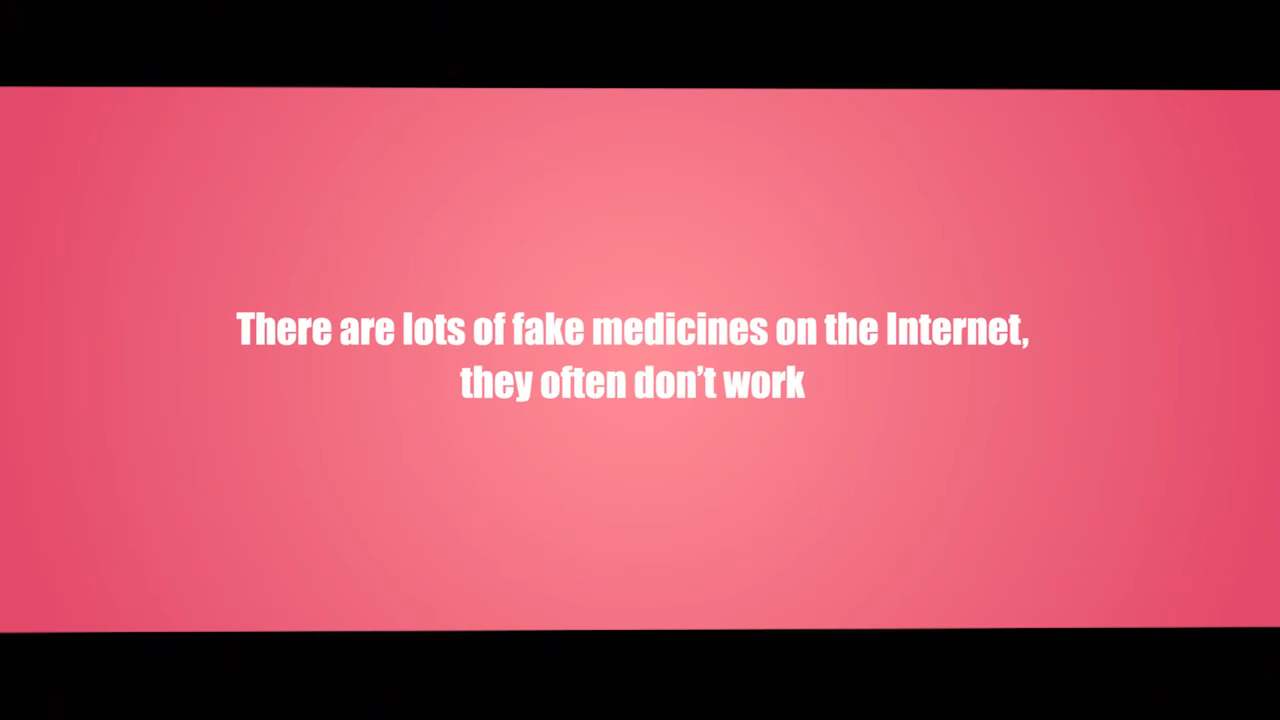 There are lots of fake medicines on the Internet,
they often don’t work